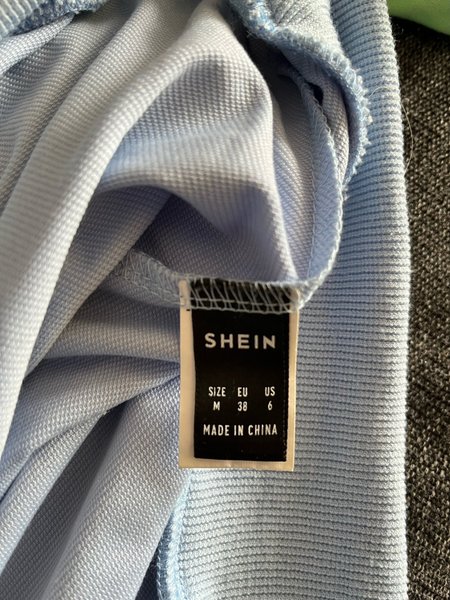 SHEIN
SIZE EU US
M 38 6
MADE IN CHINA